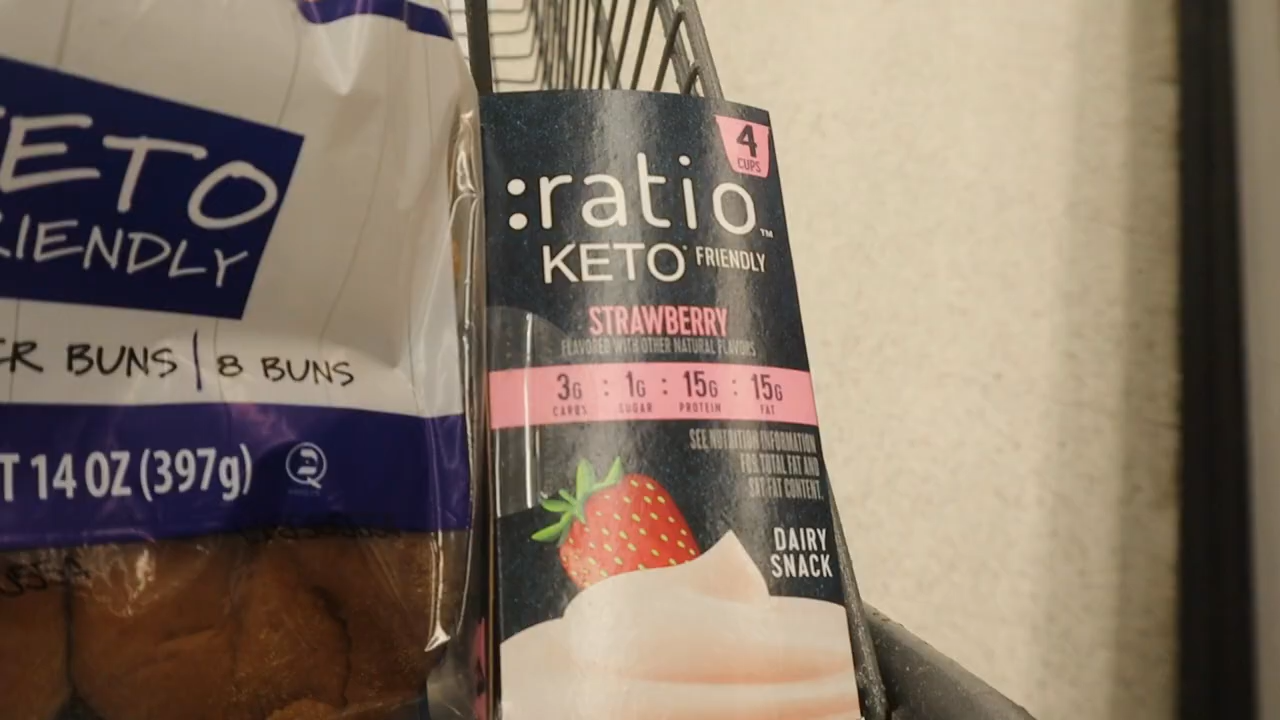 ETO
RIENDLY
ER BUNS | 8 BUNS
T 14 OZ (397g)
4
CUPS
:ratio™
KETO* FRIENDLY
STRAWBERRY
FLAVORED WITH OTHER NATURAL FLAVORS
3G : 1G : 15G : 15G
CARBS SUGAR PROTEIN FAT
SEE NUTRITION INFORMATION
FOR TOTAL FAT AND
SAT FAT CONTENT.
DAIRY
SNACK